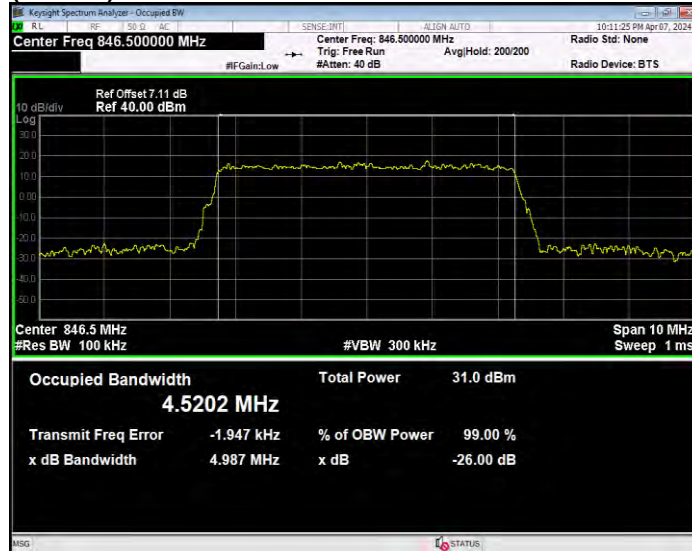 Keysight Spectrum Analyzer - Occupied BW
RL RF 50 Ω AC SENSE:INT ALIGN AUTO 10:11:25 PM Apr 07, 2024
Center Freq 846.500000 MHz Center Freq: 846.500000 MHz Radio Std: None
Trig: Free Run Avg|Hold: 200/200
#IFGain:Low #Atten: 40 dB Radio Device: BTS
Ref Offset 7.11 dB
10 dB/div Ref 40.00 dBm
Log
30.0
20.0
10.0
0.00
-10.0
-20.0
-30.0
-40.0
-50.0
Center 846.5 MHz Span 10 MHz
#Res BW 100 kHz #VBW 300 kHz Sweep 1 ms
Occupied Bandwidth Total Power 31.0 dBm
4.5202 MHz
Transmit Freq Error -1.947 kHz % of OBW Power 99.00 %
x dB Bandwidth 4.987 MHz x dB -26.00 dB
MSG STATUS